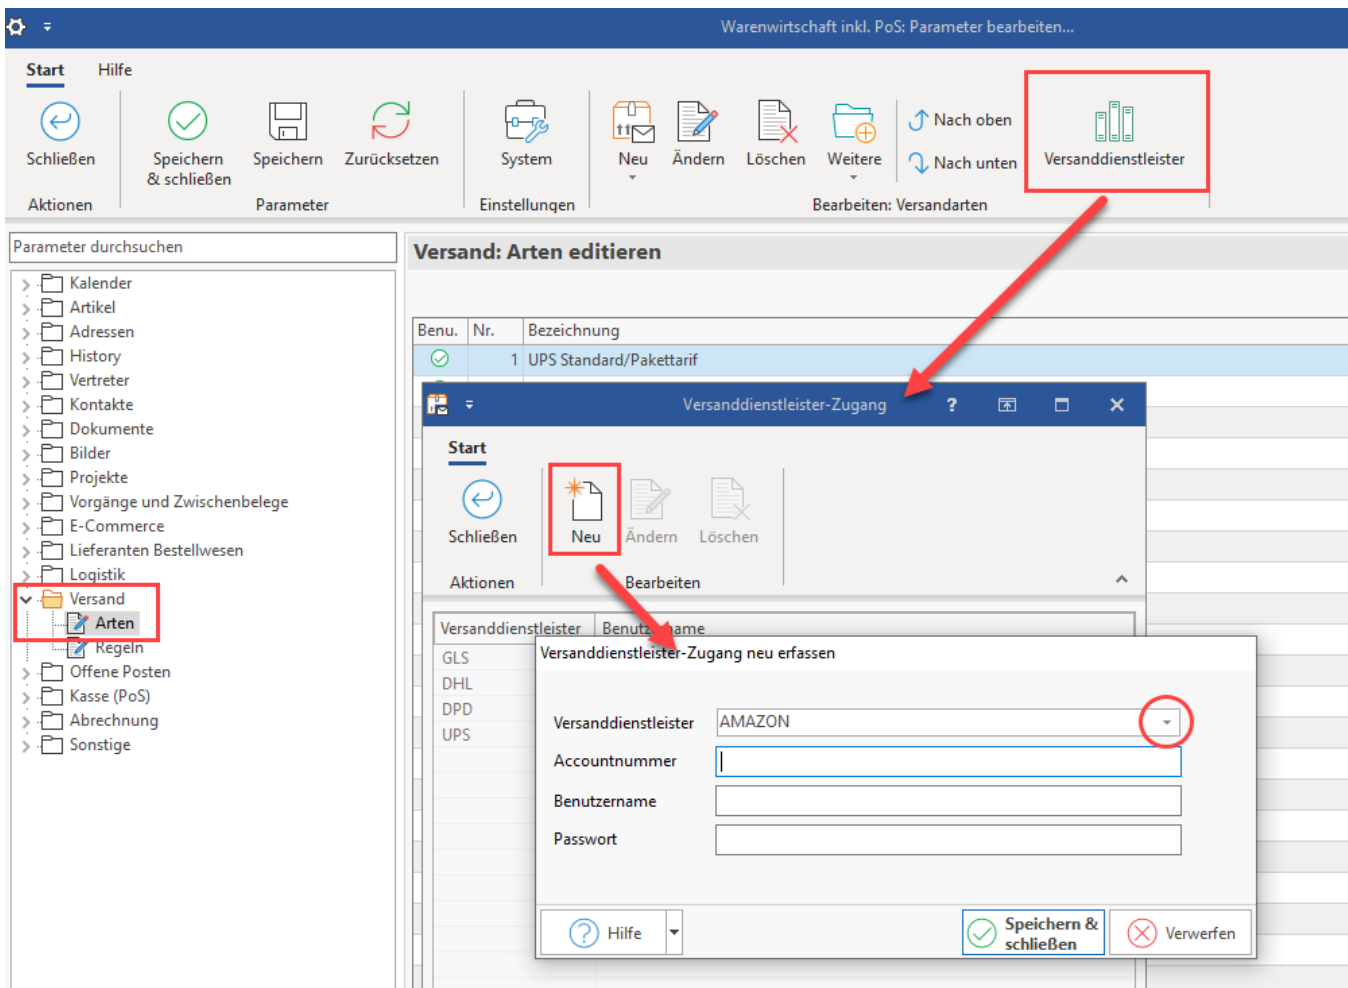 Warenwirtschaft inkl. PoS: Parameter bearbeiten...
Start Hilfe
Schließen
Speichern
& schließen
Speichern
Zurücksetzen
System
Neu
Ändern
Löschen
Weitere
Nach oben
Nach unten
Versanddienstleister
Aktionen
Parameter
Einstellungen
Bearbeiten: Versandarten
Parameter durchsuchen
Kalender
Artikel
Adressen
History
Vertreter
Kontakte
Dokumente
Bilder
Projekte
Vorgänge und Zwischenbelege
E-Commerce
Lieferanten Bestellwesen
Logistik
Versand
Arten
Regeln
Offene Posten
Kasse (PoS)
Abrechnung
Sonstige
Versand: Arten editieren
Benu. Nr. Bezeichnung
1 UPS Standard/Pakettarif
Versanddienstleister-Zugang ?
Start
Schließen
Neu
Ändern
Löschen
Aktionen
Bearbeiten
Versanddienstleister Benutzername
GLS
DHL
DPD
UPS
Versanddienstleister-Zugang neu erfassen
Versanddienstleister AMAZON
Accountnummer
Benutzername
Passwort
Hilfe
Speichern &
schließen
Verwerfen